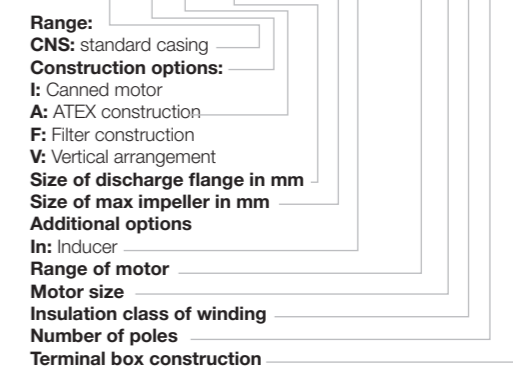 Range:
CNS: standard casing
Construction options:
I: Canned motor
A: ATEX construction
F: Filter construction
V: Vertical arrangement
Size of discharge flange in mm
Size of max impeller in mm
Additional options
In: Inducer
Range of motor
Motor size
Insulation class of winding
Number of poles
Terminal box construction